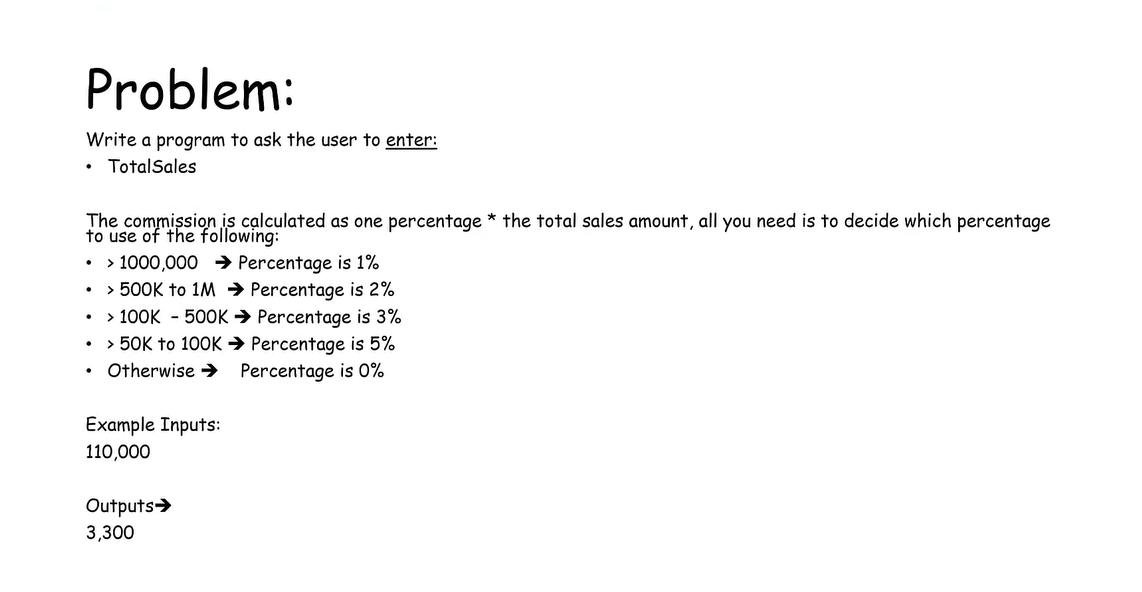 Problem:
Write a program to ask the user to enter:
• TotalSales
The commission is calculated as one percentage * the total sales amount, all you need is to decide which percentage
to use of the following:
• > 1000,000 ➔ Percentage is 1%
• > 500K to 1M ➔ Percentage is 2%
• > 100K – 500K ➔ Percentage is 3%
• > 50K to 100K ➔ Percentage is 5%
• Otherwise ➔ Percentage is 0%
Example Inputs:
110,000
Outputs➔
3,300